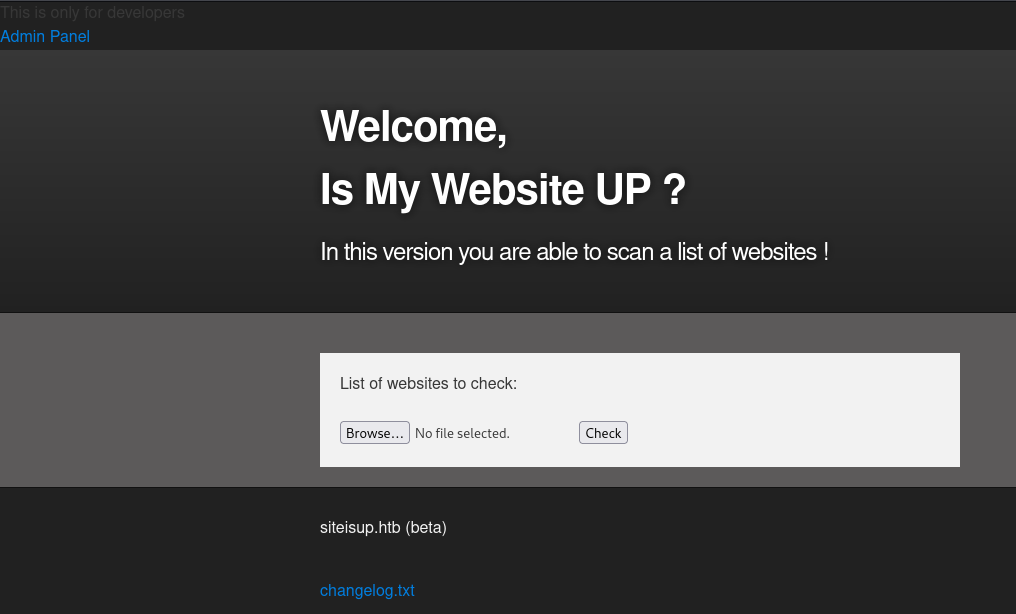 This is only for developers
Admin Panel
Welcome,
Is My Website UP ?
In this version you are able to scan a list of websites !
List of websites to check:
Browse... No file selected. Check
siteisup.htb (beta)
changelog.txt